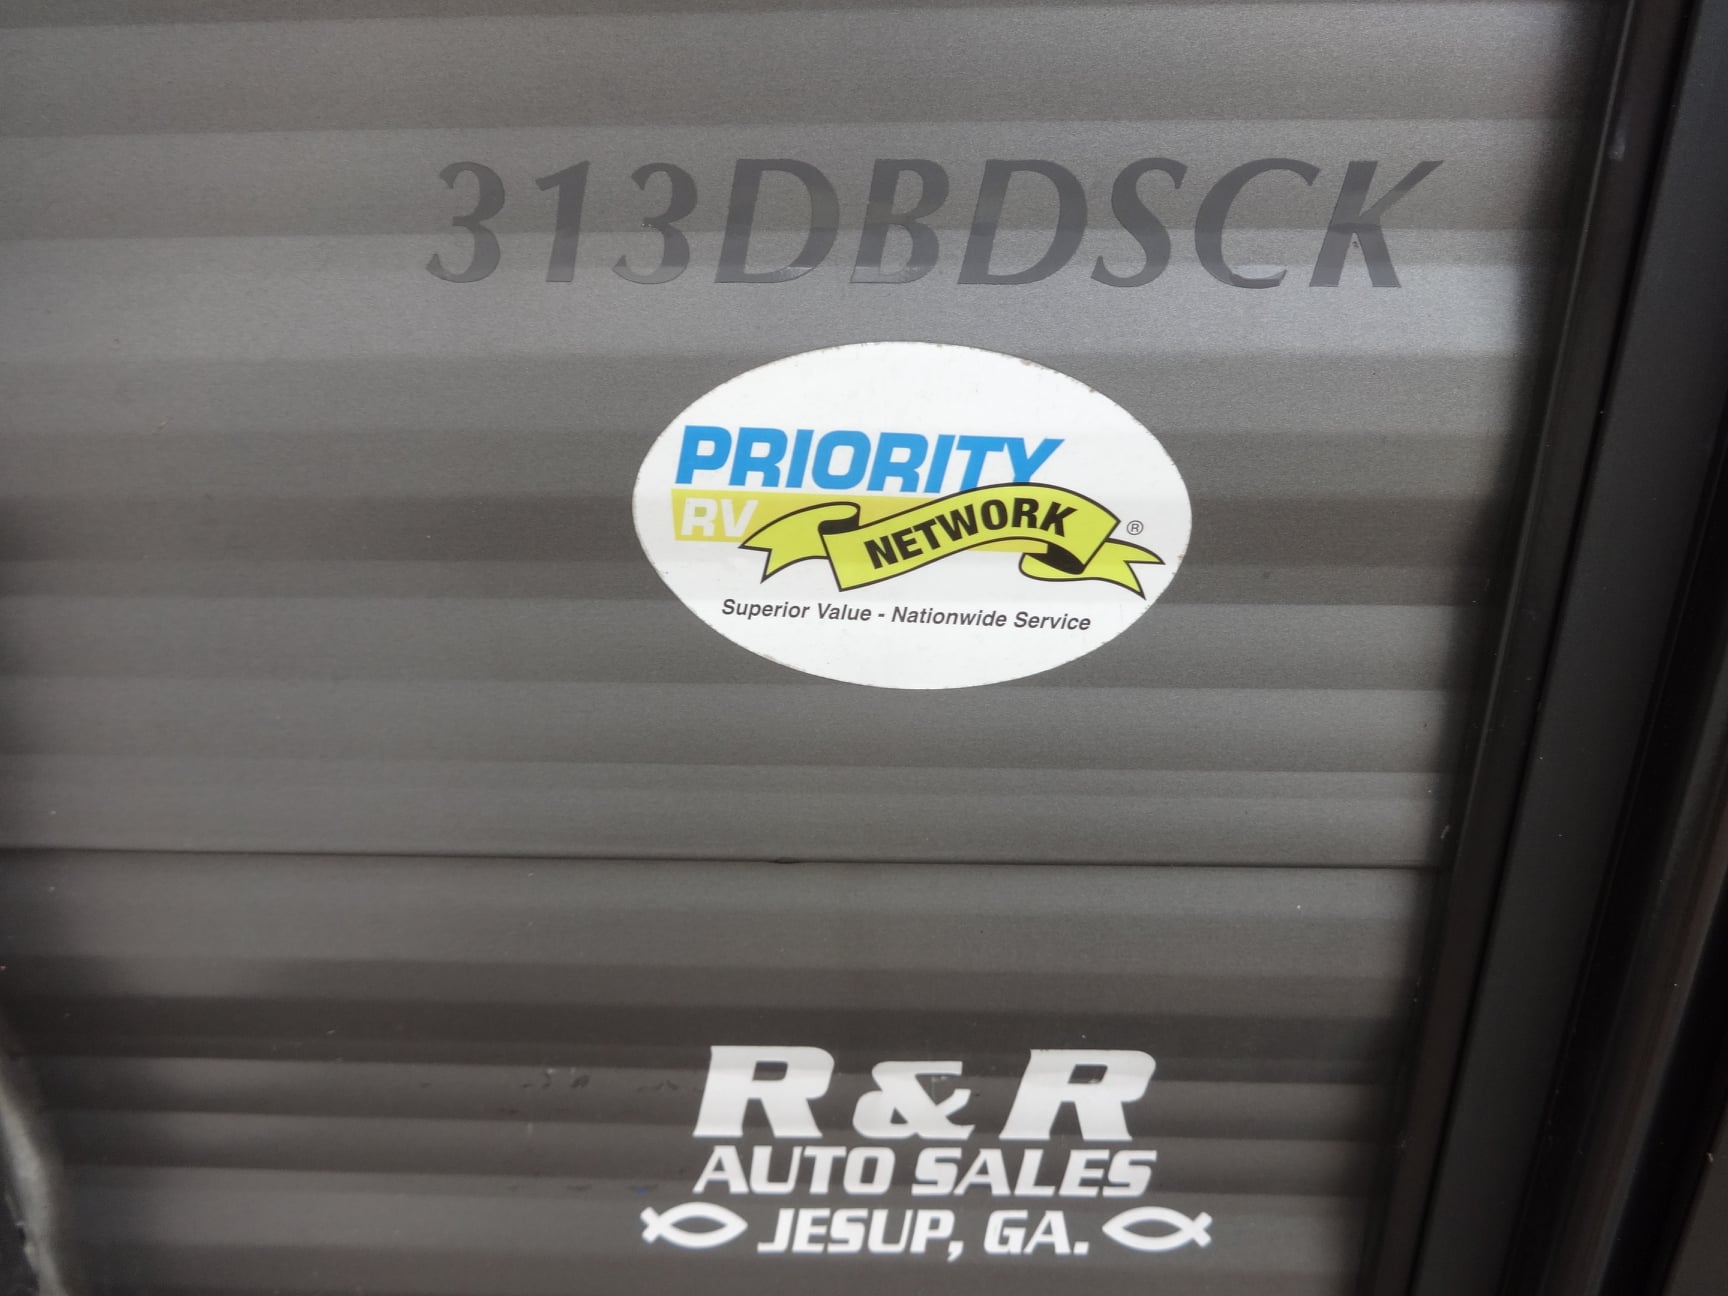 313DBDSCK
PRIORITY
RV NETWORK ®
Superior Value - Nationwide Service
R & R
AUTO SALES
JESUP, GA.